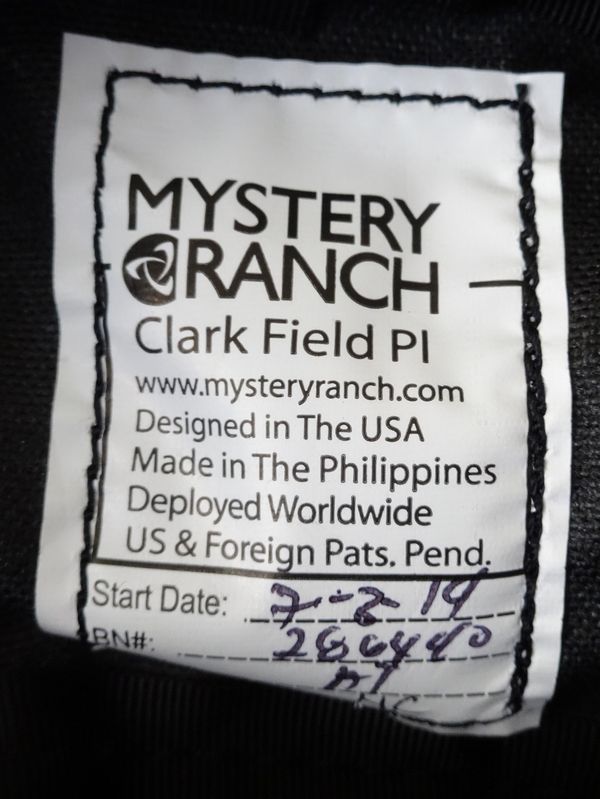 MYSTERY
RANCH
Clark Field PI
www.mysteryranch.com
Designed in The USA
Made in The Philippines
Deployed Worldwide
US & Foreign Pats. Pend.
Start Date:
BN#: